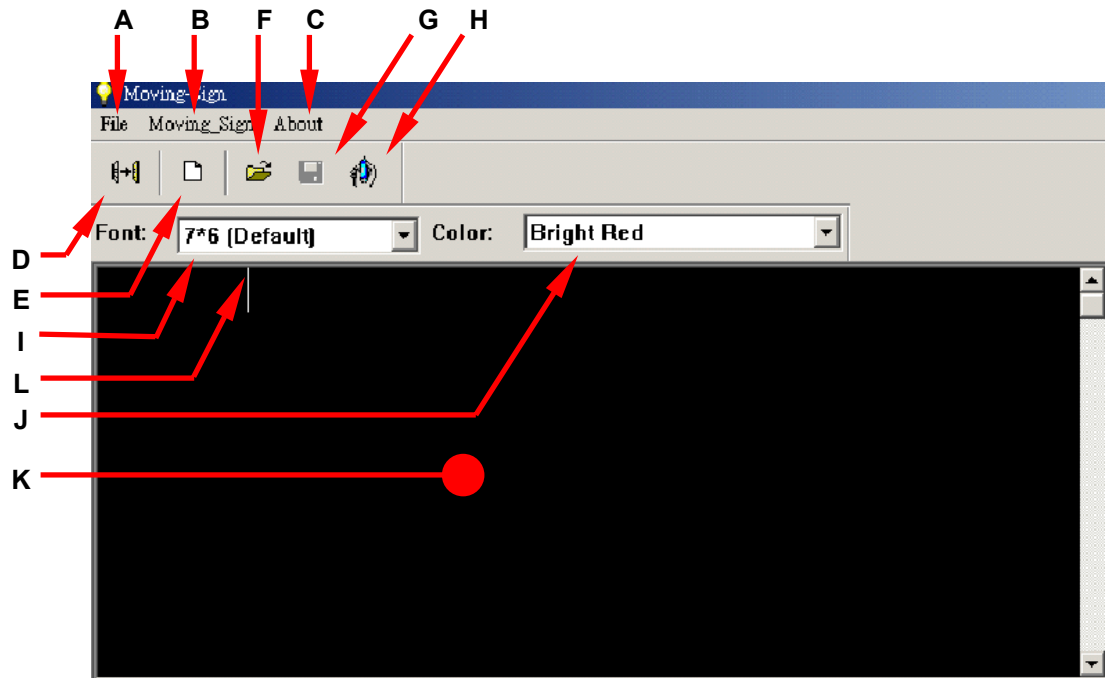 A B F C G H
Moving-Sign
File Moving_Sign About
Font: 7*6 (Default) Color: Bright Red
D
E
I
L
J
K